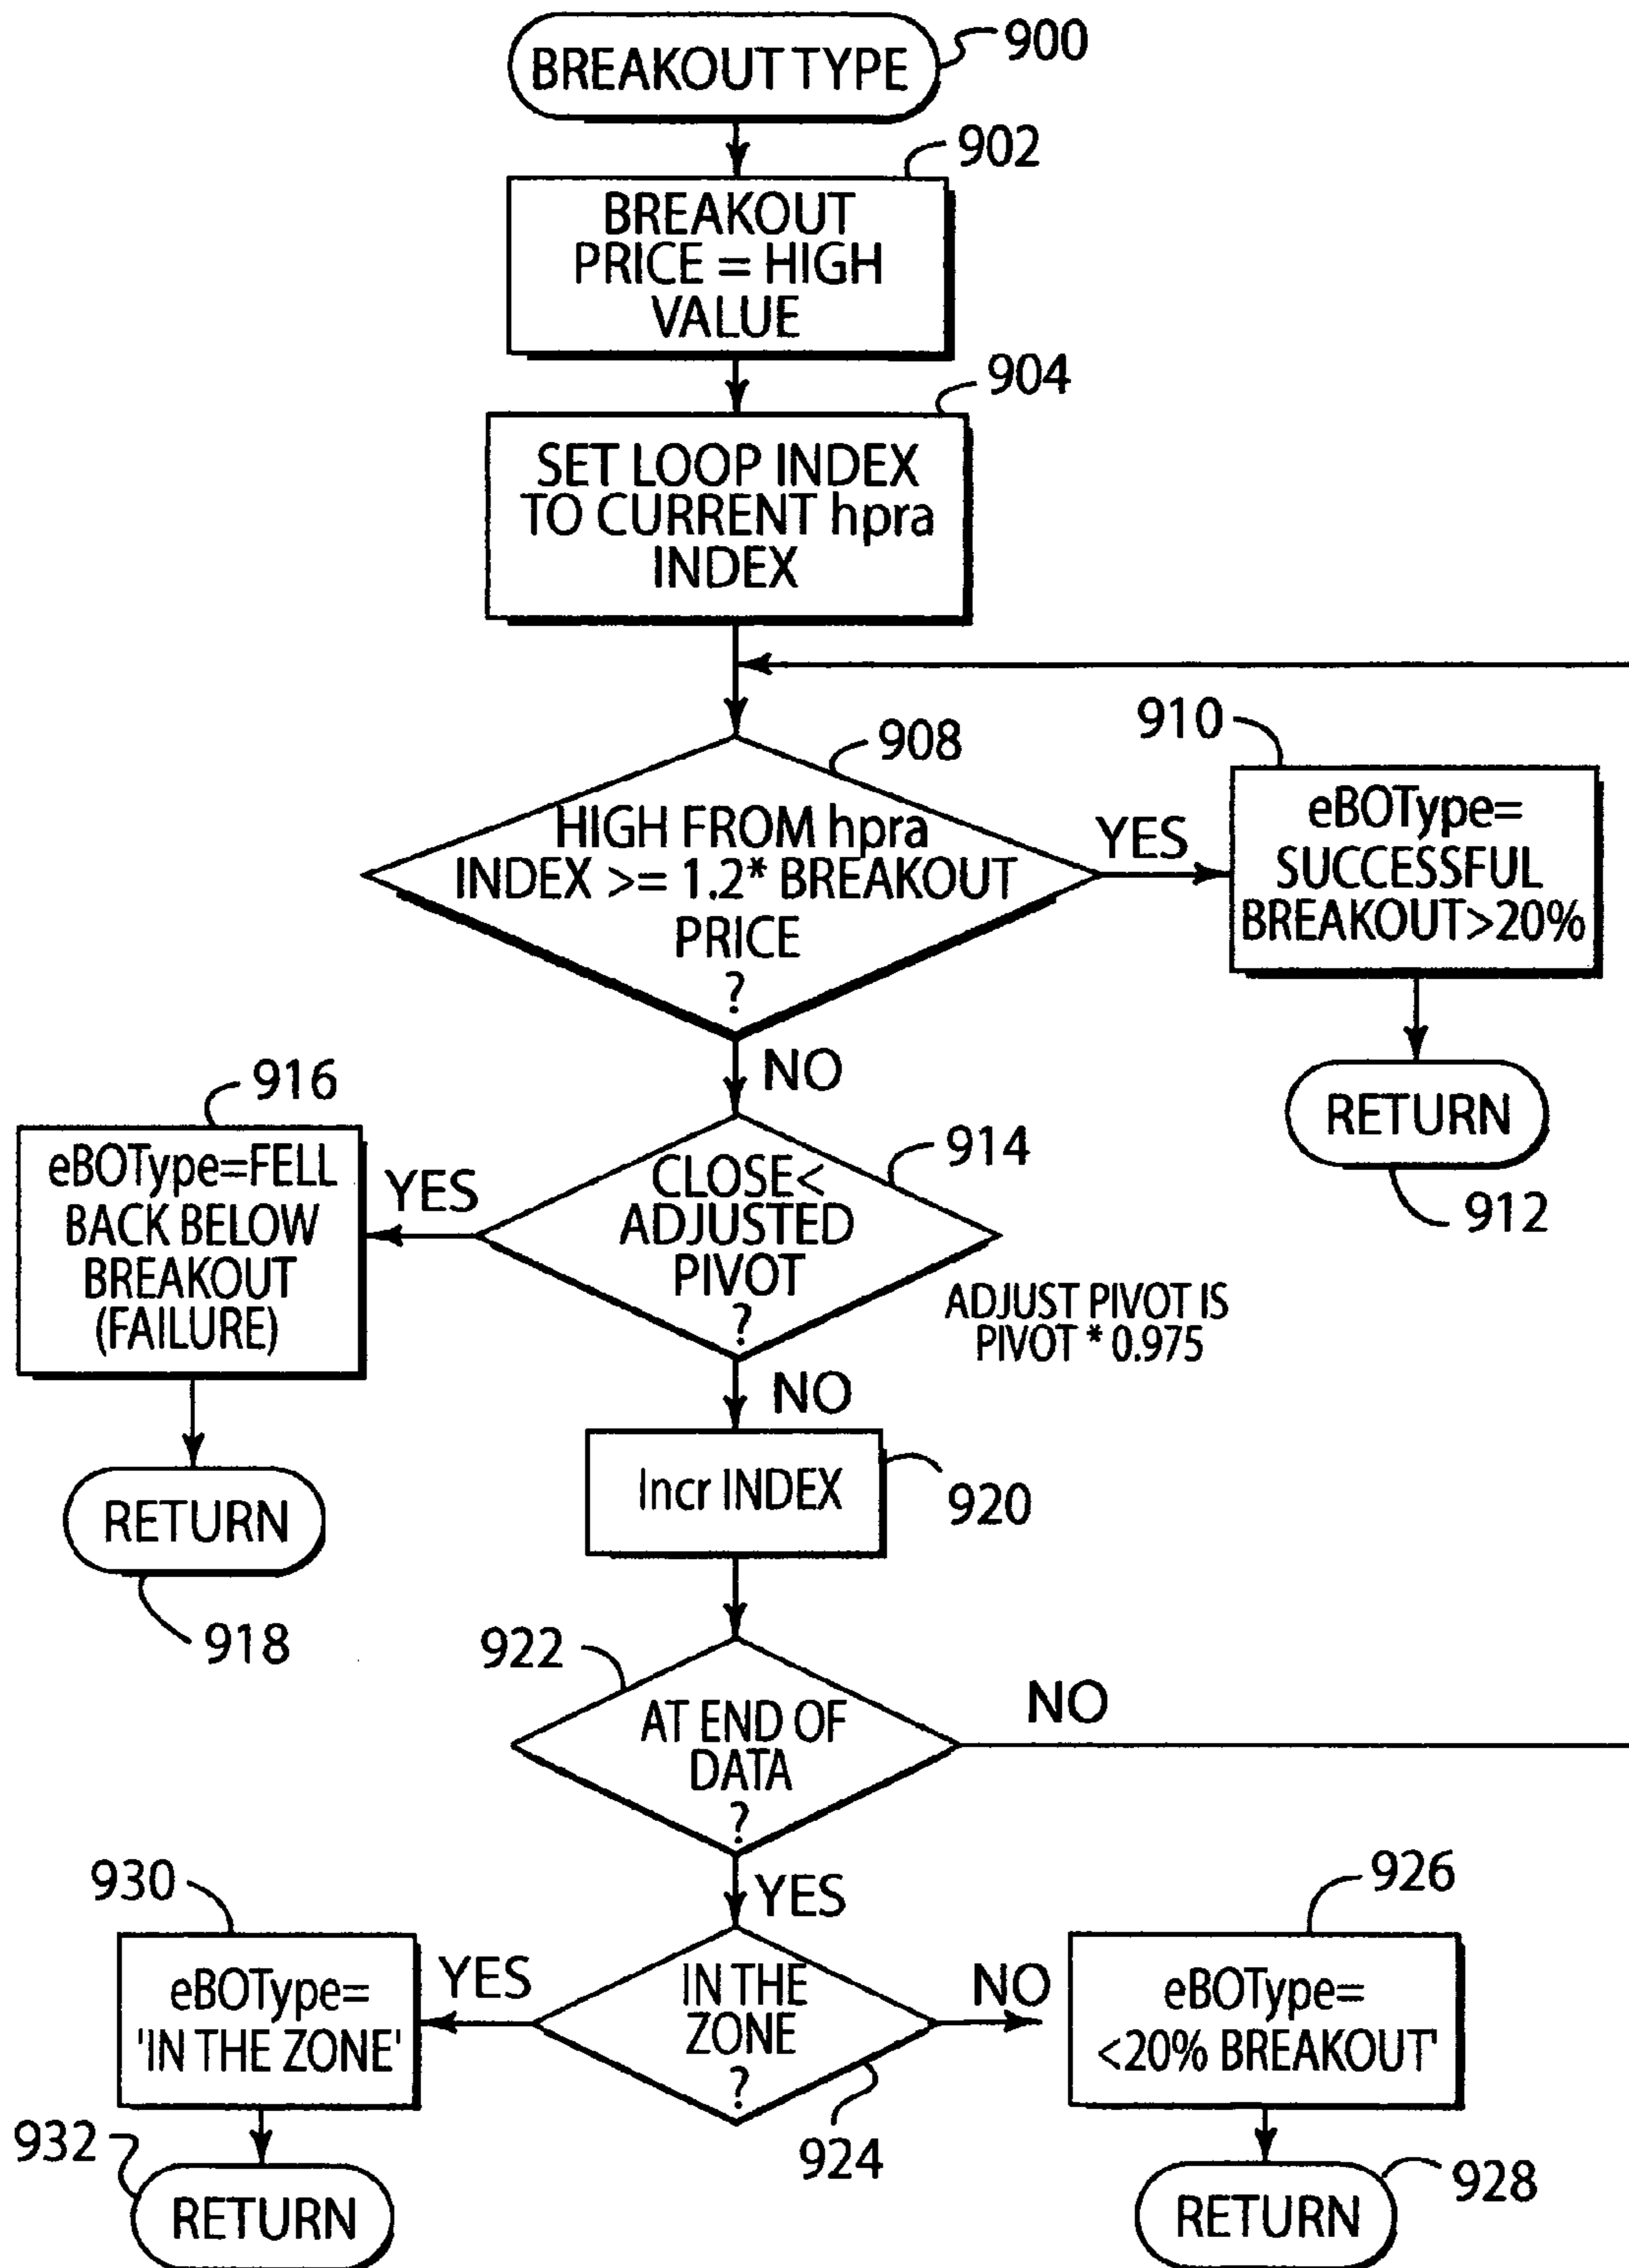 BREAKOUT TYPE
900
902
BREAKOUT
PRICE = HIGH
VALUE
904
SET LOOP INDEX
TO CURRENT hpra
INDEX
908
HIGH FROM hpra
INDEX >= 1.2* BREAKOUT
PRICE
?
YES
910
eBOType=
SUCCESSFUL
BREAKOUT>20%
RETURN
912
NO
914
CLOSE<
ADJUSTED
PIVOT
?
ADJUST PIVOT IS
PIVOT * 0.975
YES
916
eBOType=FELL
BACK BELOW
BREAKOUT
(FAILURE)
RETURN
918
NO
Incr INDEX
920
922
AT END OF
DATA
?
NO
YES
IN THE
ZONE
?
924
YES
930
eBOType=
'IN THE ZONE'
932
RETURN
NO
926
eBOType=
<20% BREAKOUT'
RETURN
928